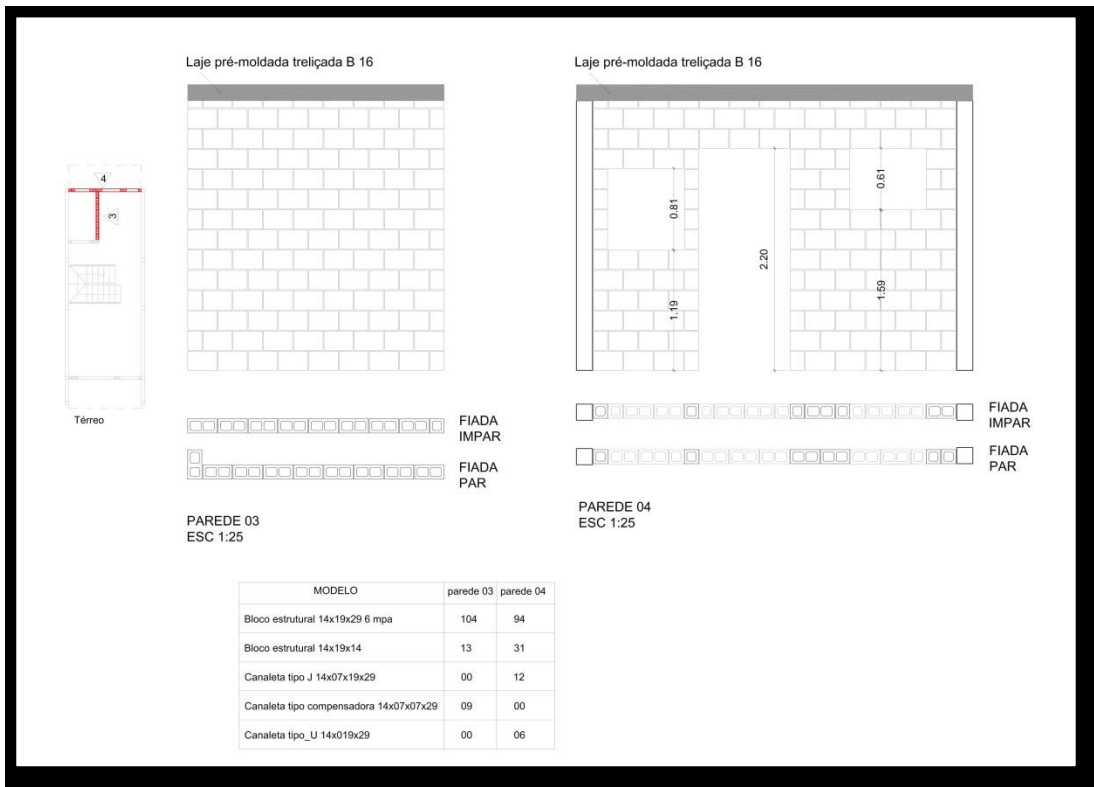 Laje pré-moldada treliçada B 16
Laje pré-moldada treliçada B 16
4
3
Térreo
0.81
1.19
2.20
0.61
1.59
FIADA
IMPAR
FIADA
PAR
FIADA
IMPAR
FIADA
PAR
PAREDE 03
ESC 1:25
PAREDE 04
ESC 1:25
MODELO parede 03 parede 04
Bloco estrutural 14x19x29 6 mpa 104 94
Bloco estrutural 14x19x14 13 31
Canaleta tipo J 14x07x19x29 00 12
Canaleta tipo compensadora 14x07x07x29 09 00
Canaleta tipo_U 14x019x29 00 06